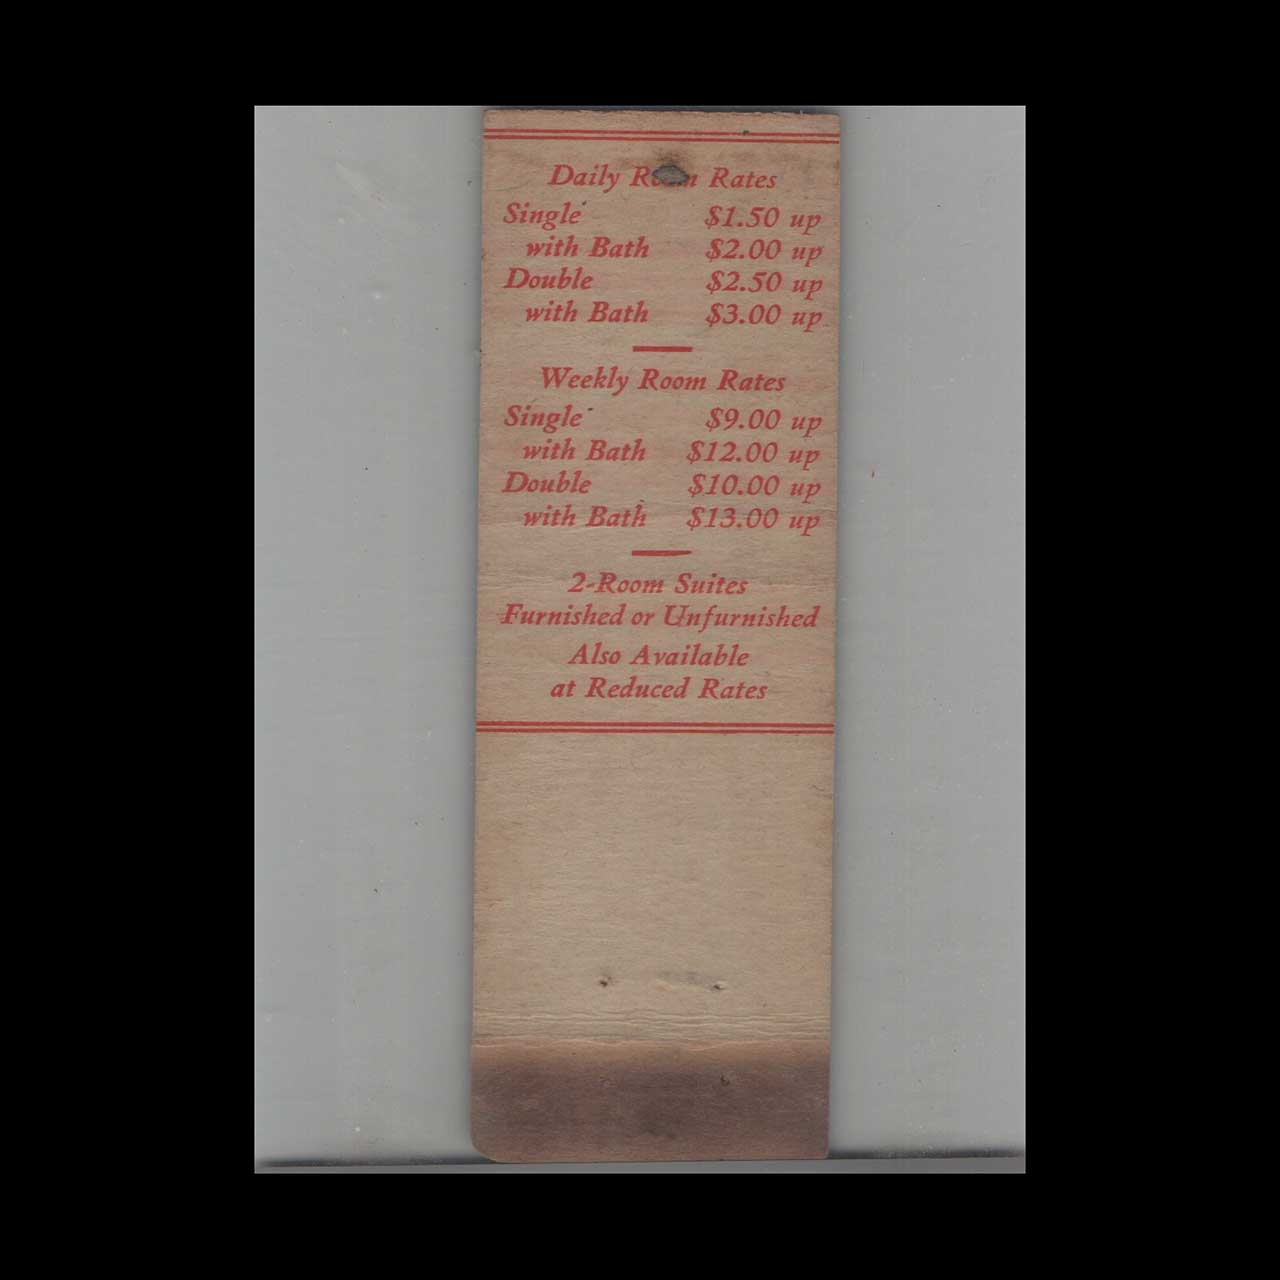 Daily Room Rates
Single $1.50 up
with Bath $2.00 up
Double $2.50 up
with Bath $3.00 up
Weekly Room Rates
Single $9.00 up
with Bath $12.00 up
Double $10.00 up
with Bath $13.00 up
2-Room Suites
Furnished or Unfurnished
Also Available
at Reduced Rates